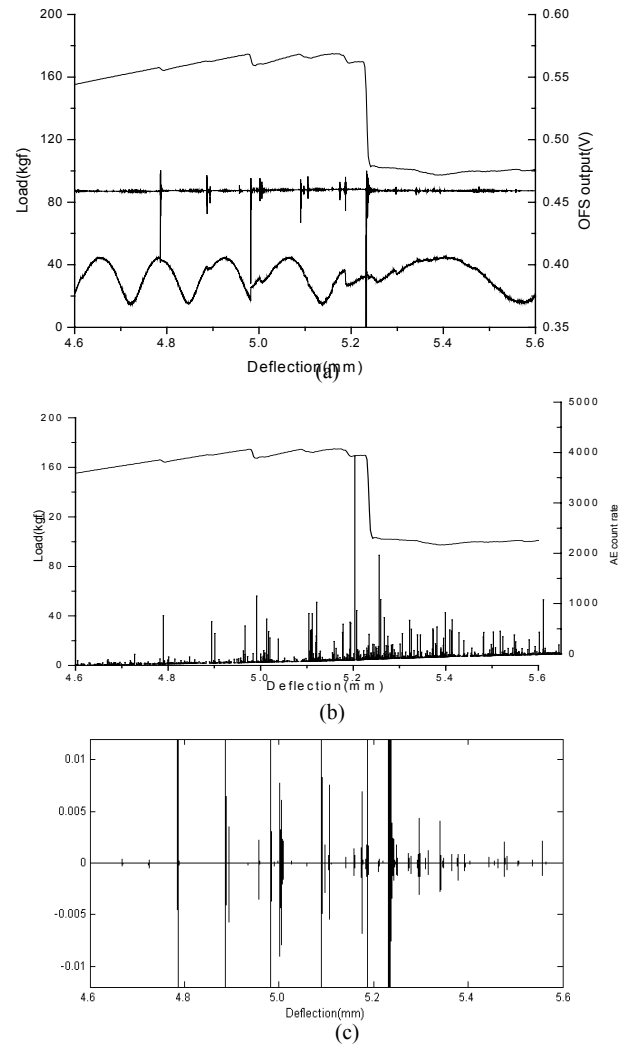 200
160
120
80
40
0
Load(kgf)
0.60
0.55
0.50
0.45
0.40
0.35
OFS output(V)
4.6 4.8 5.0 5.2 5.4 5.6
Deflection(mm)
(a)
200
160
120
80
40
0
Load(kgf)
5000
4000
3000
2000
1000
0
AE count rate
4.6 4.8 5.0 5.2 5.4 5.6
Deflection(mm)
(b)
0.01
0.005
0
-0.005
-0.01
4.6 4.8 5.0 5.2 5.4 5.6
Deflection(mm)
(c)